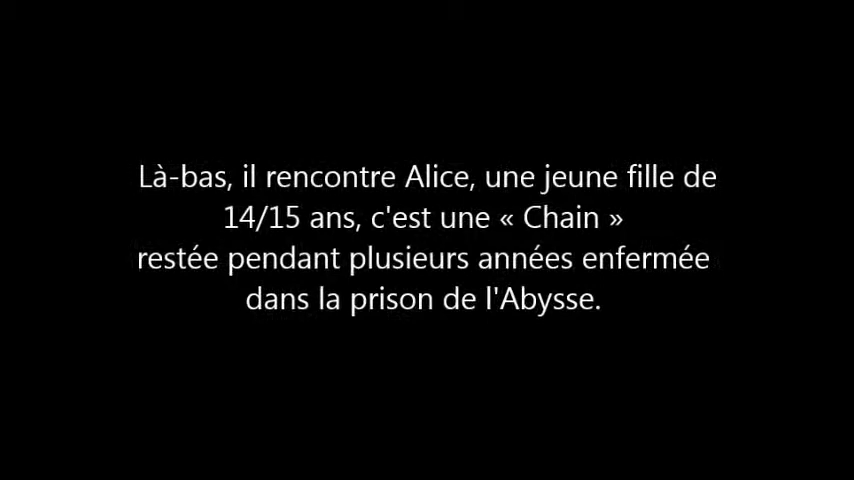 Là-bas, il rencontre Alice, une jeune fille de
14/15 ans, c'est une « Chain »
restée pendant plusieurs années enfermée
dans la prison de l'Abysse.